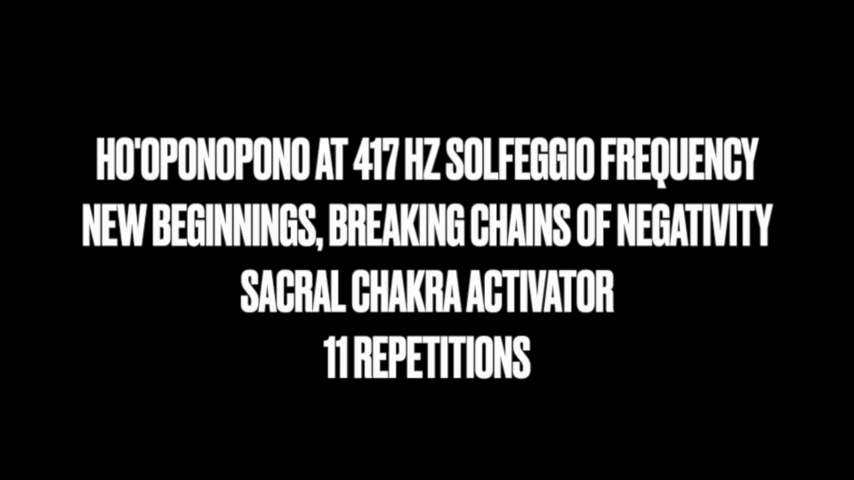 HO'OPONOPONO AT 417 HZ SOLFEGGIO FREQUENCY
NEW BEGINNINGS, BREAKING CHAINS OF NEGATIVITY
SACRAL CHAKRA ACTIVATOR
11 REPETITIONS